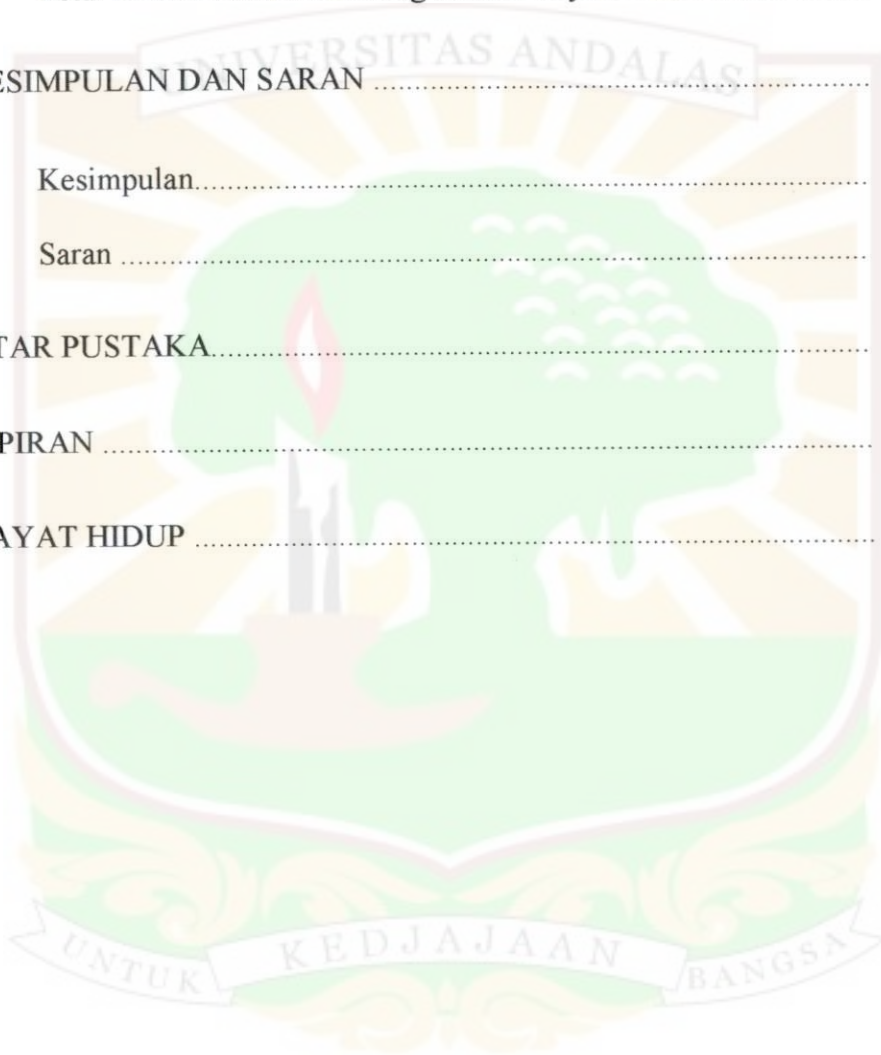 UNIVERSITAS ANDALAS
ESIMPULAN DAN SARAN ..........................................................
Kesimpulan...................................................................................
Saran ............................................................................................
TAR PUSTAKA.................................................................................
PIRAN ................................................................................................
AYAT HIDUP .....................................................................................
UNTUK KEDJAJAAN BANGSA